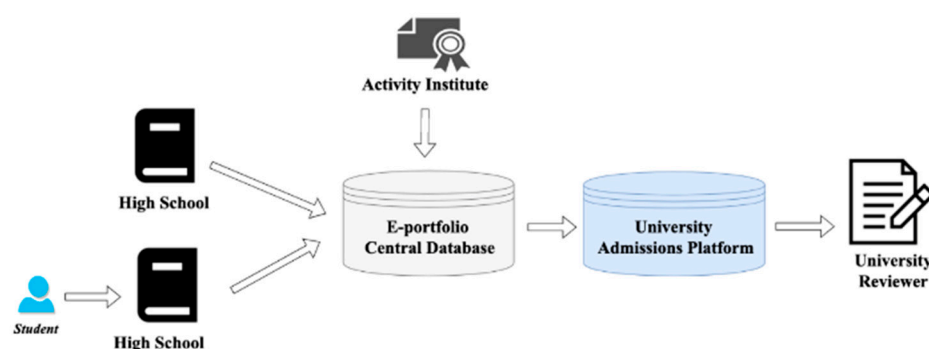 Activity Institute
High School
E-portfolio
Central Database
University
Admissions Platform
University
Reviewer
Student
High School